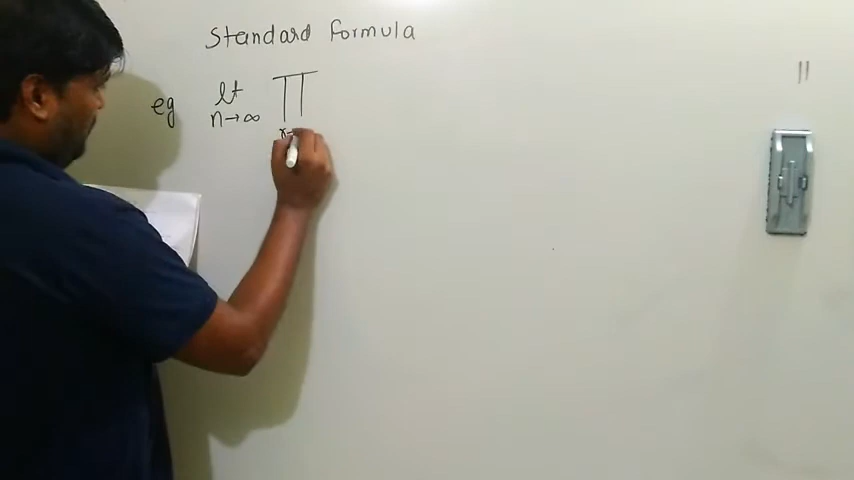 Standard formula
eg lt ∏
n→∞ r=
11